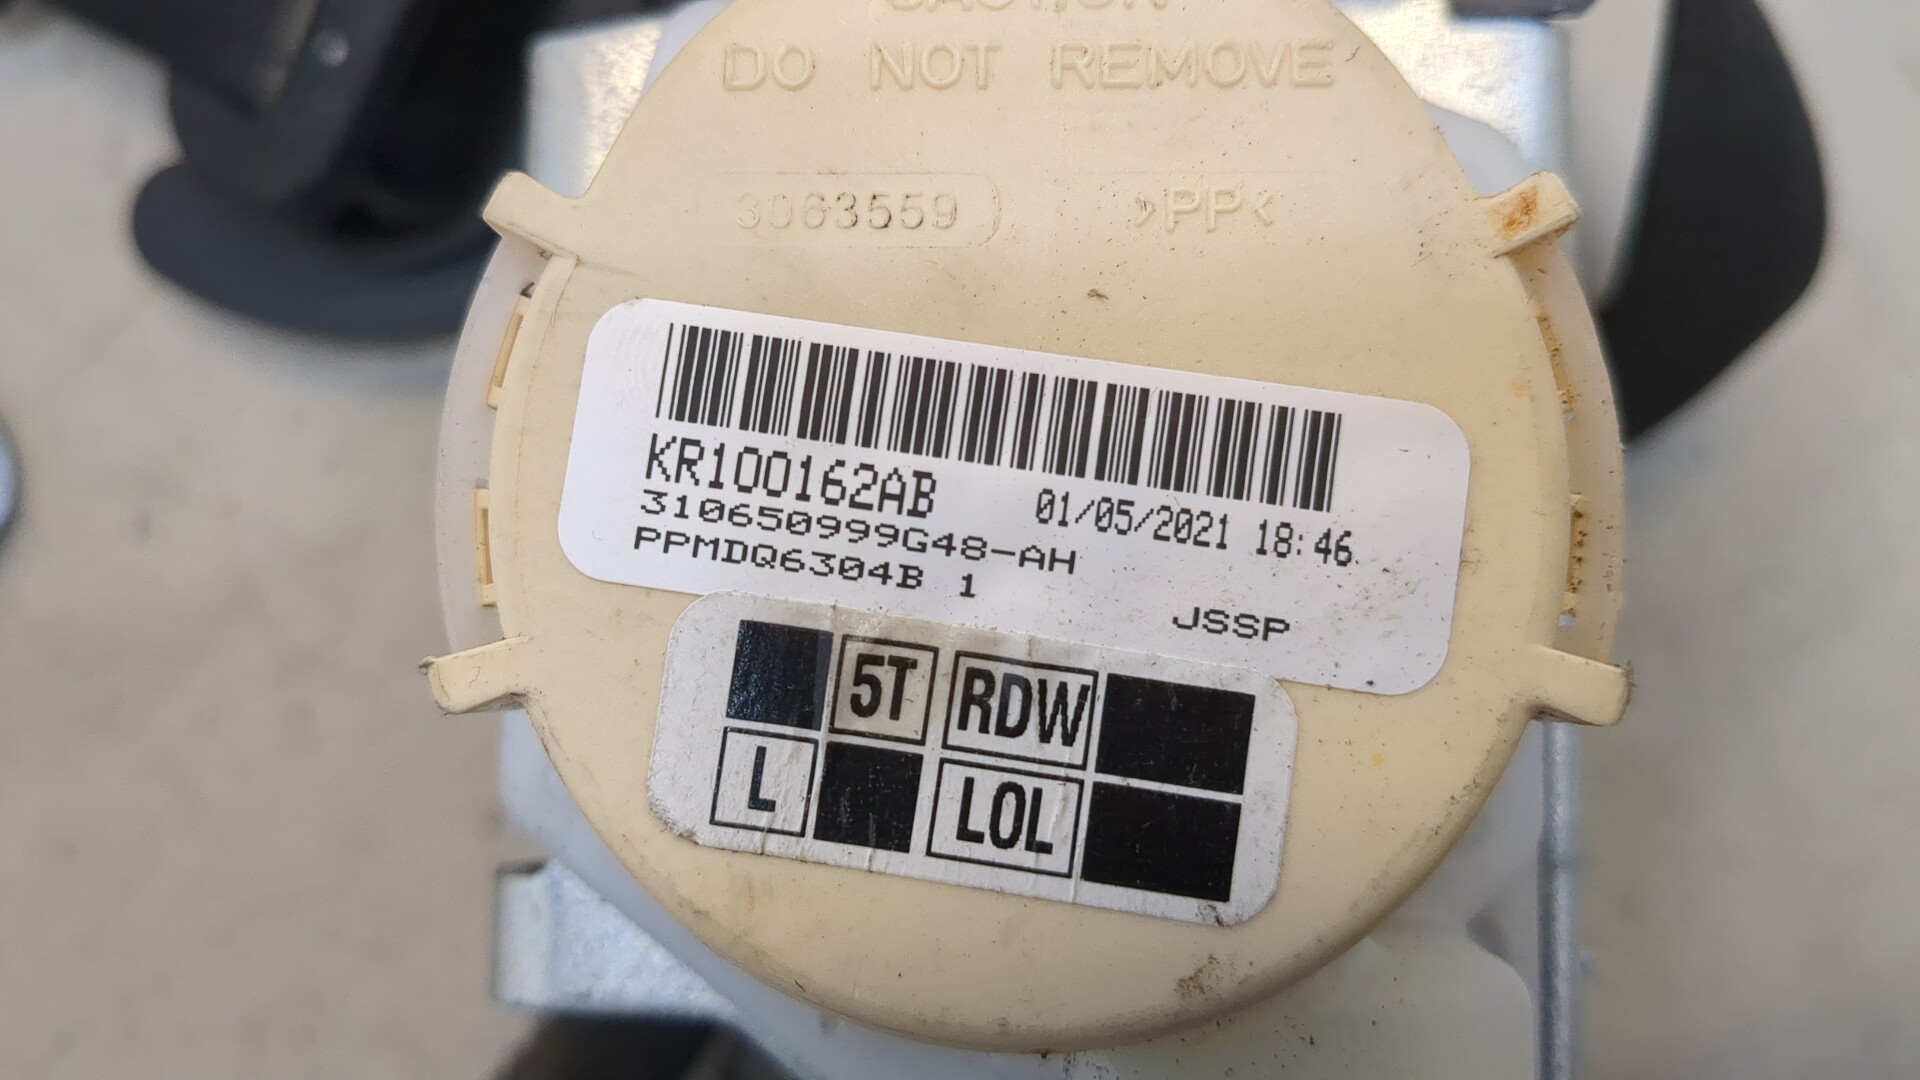 CAUTION
DO NOT REMOVE
3063559 >PP<
KR100162AB 01/05/2021 18:46
310650999G48-AH
PPMDQ6304B 1
JSSP
5T RDW
L LOL